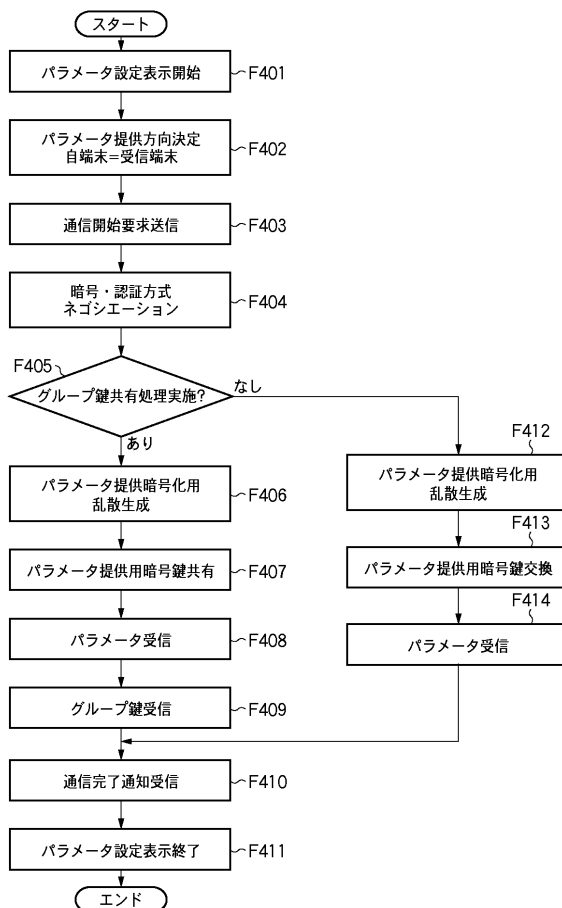 スタート
パラメータ設定表示開始
F401
パラメータ提供方向決定
自端末=受信端末
F402
通信開始要求送信
F403
暗号・認証方式
ネゴシエーション
F404
F405
グループ鍵共有処理実施?
なし
あり
パラメータ提供暗号化用
乱散生成
F406
パラメータ提供用暗号鍵共有
F407
パラメータ受信
F408
グループ鍵受信
F409
F412
パラメータ提供暗号化用
乱散生成
F413
パラメータ提供用暗号鍵交換
F414
パラメータ受信
通信完了通知受信
F410
パラメータ設定表示終了
F411
エンド